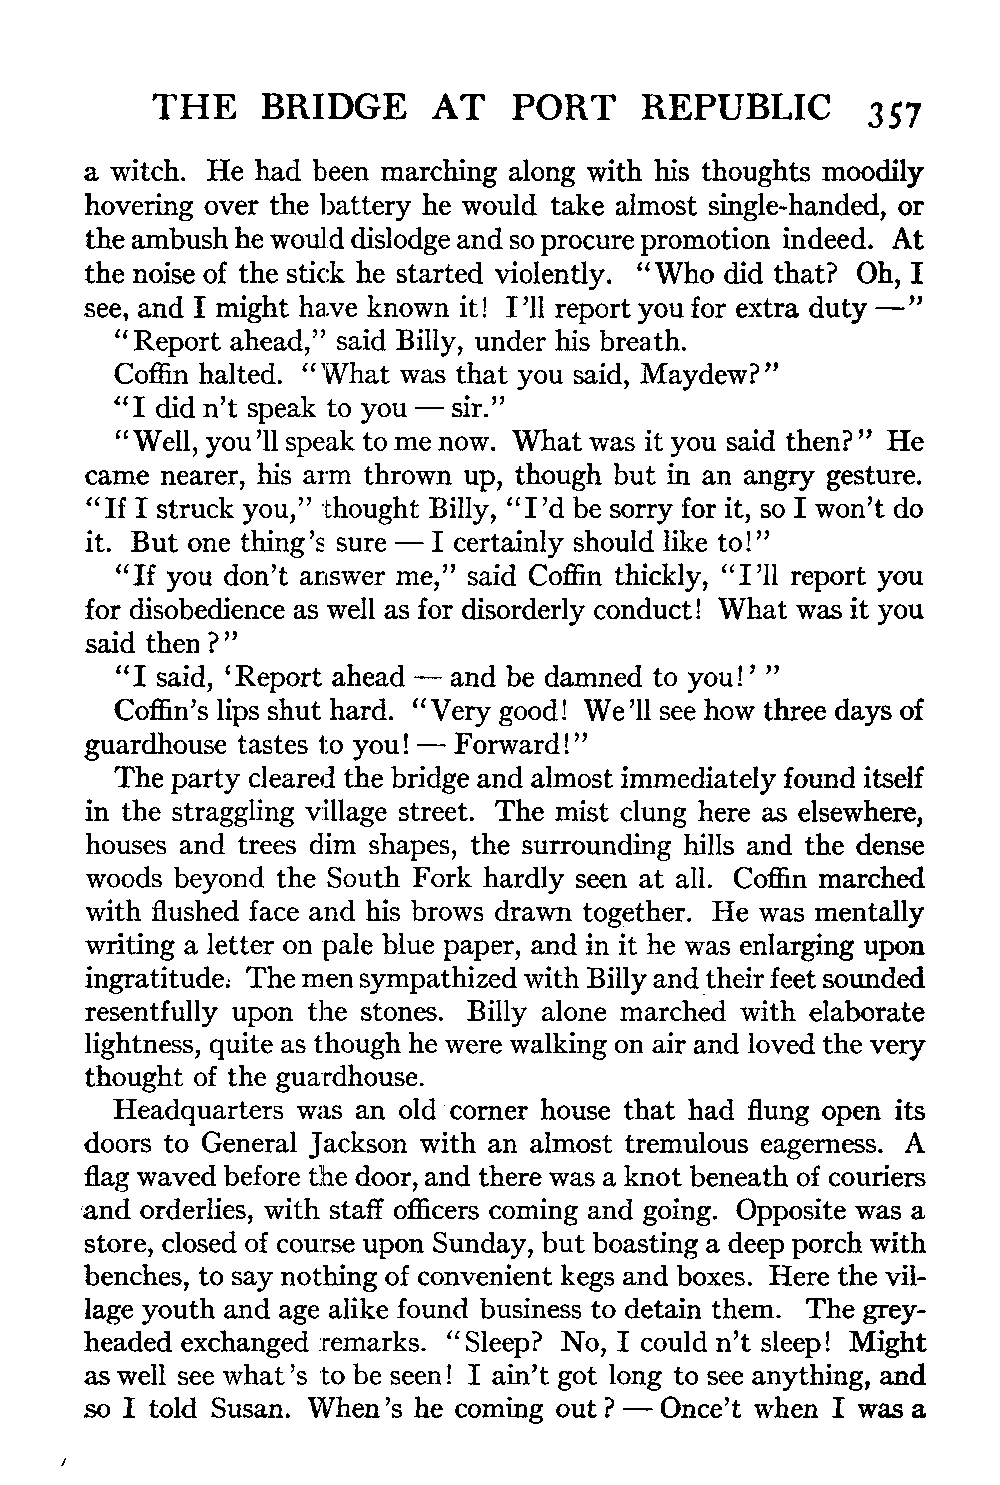 THE BRIDGE AT PORT REPUBLIC 357
a witch. He had been marching along with his thoughts moodily
hovering over the battery he would take almost single-handed, or
the ambush he would dislodge and so procure promotion indeed. At
the noise of the stick he started violently. "Who did that? Oh, I
see, and I might have known it! I'll report you for extra duty —"
"Report ahead," said Billy, under his breath.
Coffin halted. "What was that you said, Maydew?"
"I did n't speak to you — sir."
"Well, you'll speak to me now. What was it you said then?" He
came nearer, his arm thrown up, though but in an angry gesture.
"If I struck you," thought Billy, "I'd be sorry for it, so I won't do
it. But one thing's sure — I certainly should like to!"
"If you don't answer me," said Coffin thickly, "I'll report you
for disobedience as well as for disorderly conduct! What was it you
said then?"
"I said, 'Report ahead — and be damned to you!' "
Coffin's lips shut hard. "Very good! We'll see how three days of
guardhouse tastes to you! — Forward!"
The party cleared the bridge and almost immediately found itself
in the straggling village street. The mist clung here as elsewhere,
houses and trees dim shapes, the surrounding hills and the dense
woods beyond the South Fork hardly seen at all. Coffin marched
with flushed face and his brows drawn together. He was mentally
writing a letter on pale blue paper, and in it he was enlarging upon
ingratitude. The men sympathized with Billy and their feet sounded
resentfully upon the stones. Billy alone marched with elaborate
lightness, quite as though he were walking on air and loved the very
thought of the guardhouse.
Headquarters was an old corner house that had flung open its
doors to General Jackson with an almost tremulous eagerness. A
flag waved before the door, and there was a knot beneath of couriers
and orderlies, with staff officers coming and going. Opposite was a
store, closed of course upon Sunday, but boasting a deep porch with
benches, to say nothing of convenient kegs and boxes. Here the vil-
lage youth and age alike found business to detain them. The grey-
headed exchanged remarks. "Sleep? No, I could n't sleep! Might
as well see what's to be seen! I ain't got long to see anything, and
so I told Susan. When's he coming out? — Once't when I was a